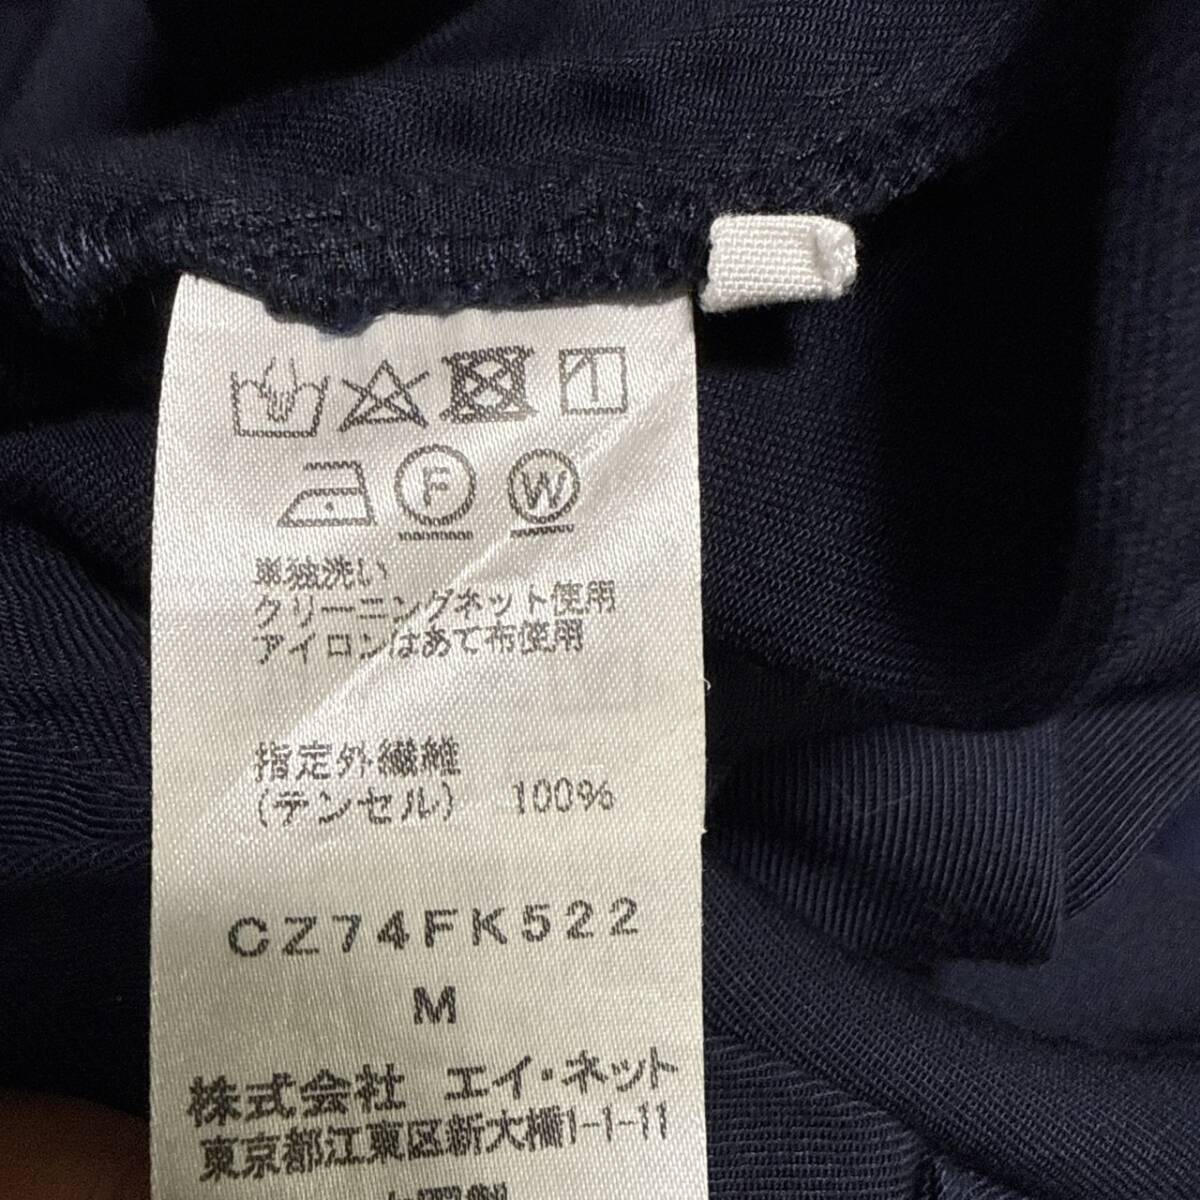 F W
単独洗い
クリーニングネット使用
アイロンはあて布使用
指定外繊維
(テンセル) 100%
CZ74FK522
M
株式会社 エイ・ネット
東京都江東区新大橋1-1-11